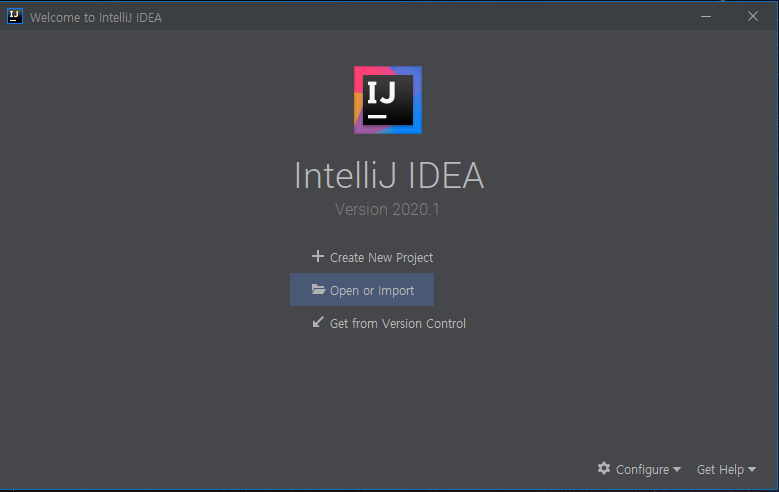 Welcome to IntelliJ IDEA
IJ
IntelliJ IDEA
Version 2020.1
Create New Project
Open or Import
Get from Version Control
Configure Get Help